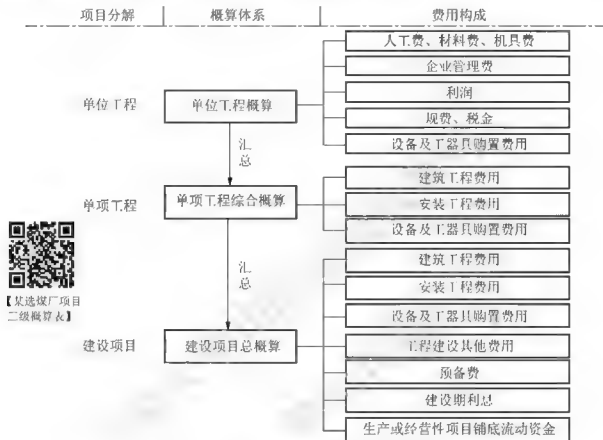 项目分解 概算体系 费用构成
人工费、材料费、机具费
企业管理费
单位工程 单位工程概算 利润
规费、税金
设备及工器具购置费用
汇总
建筑工程费用
单项工程 单项工程综合概算 安装工程费用
设备及工器具购置费用
建筑工程费用
汇总
安装工程费用
【某选煤厂项目
三级概算表】
设备及工器具购置费用
建设项目 建设项目总概算 工程建设其他费用
预备费
建设期利息
生产或经营性项目铺底流动资金